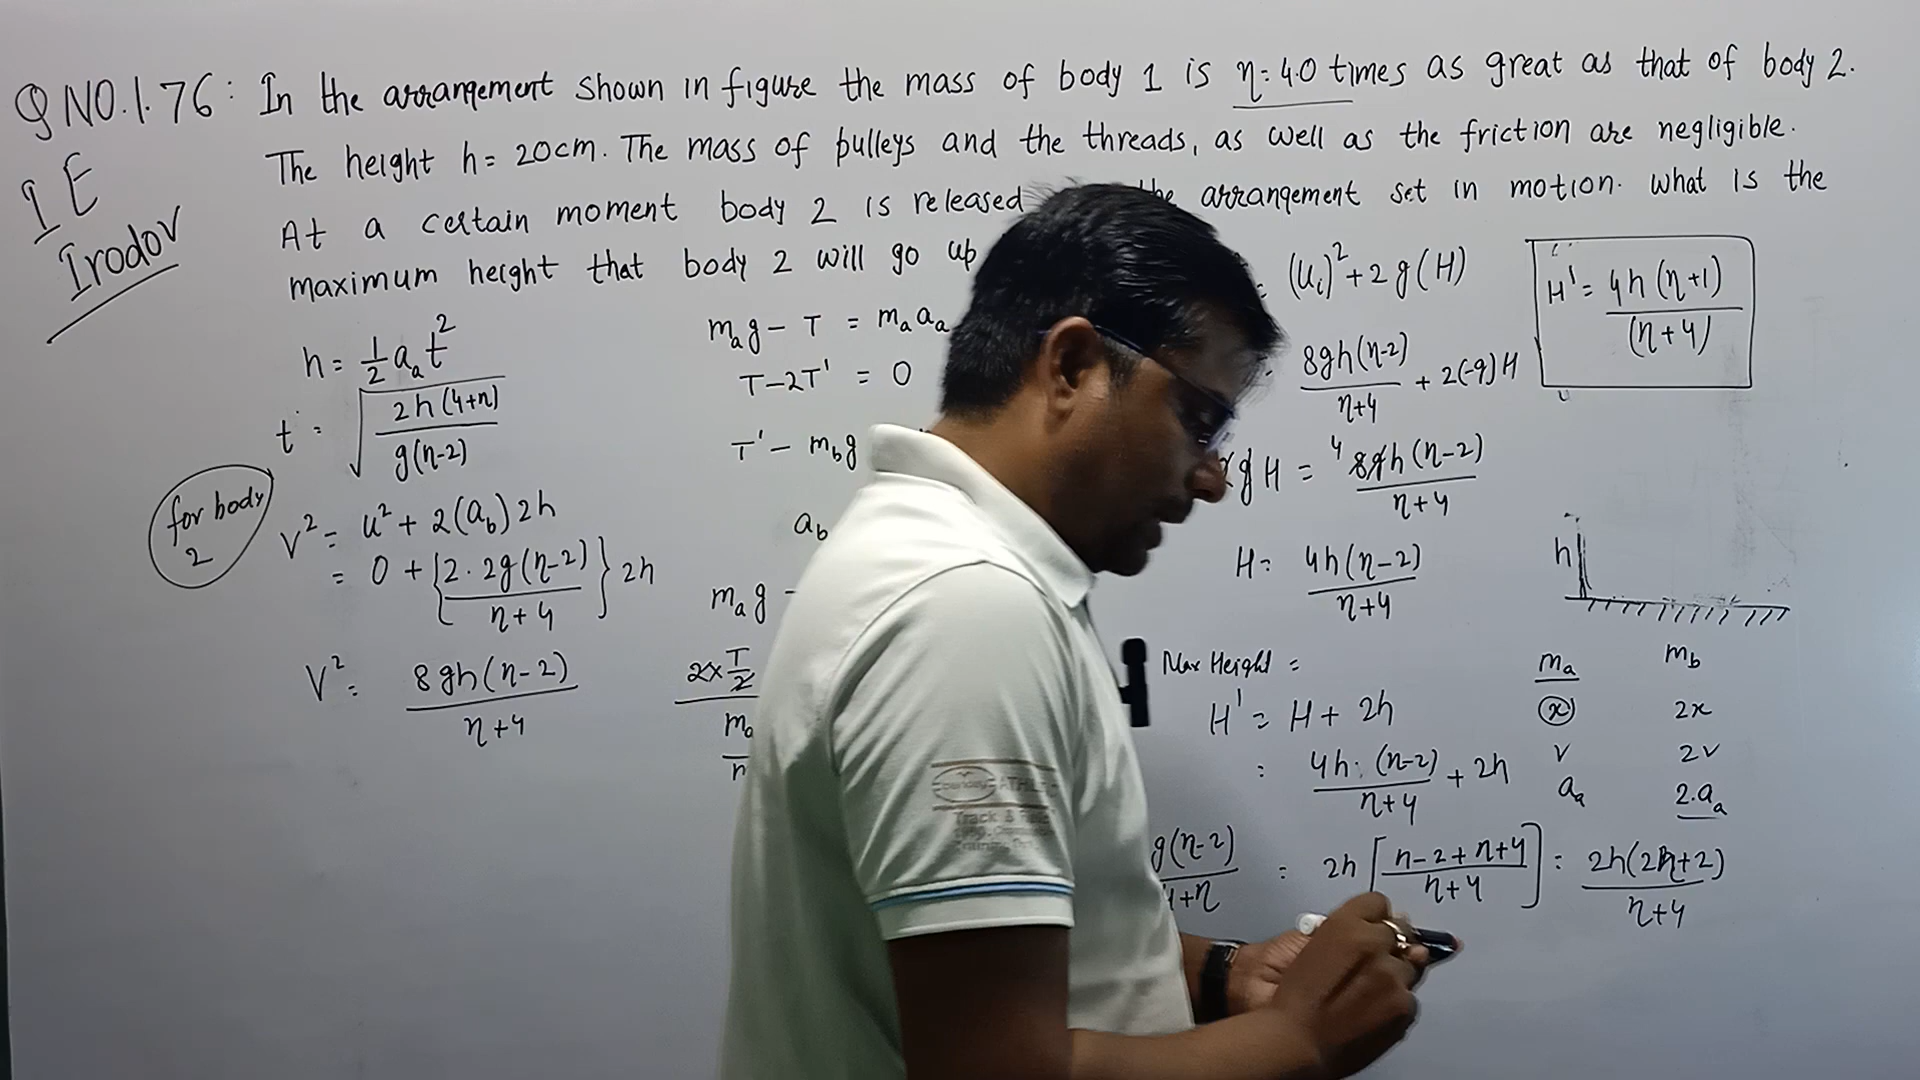 Q NO.1.76: In the arrangement shown in figure the mass of body 1 is η=4.0 times as great as that of body 2.
The height h= 20cm. The mass of pulleys and the threads, as well as the friction are negligible.
At a certain moment body 2 is released the arrangement set in motion. What is the
maximum height that body 2 will go up
I E
Irodov
h = 1/2 a_a t²
t = √(2h(4+η)/g(η-2))
for body 2
V² = u² + 2(a_b)2h
= 0 + {2·2g(η-2)/(η+4)} 2h
V² = 8gh(η-2)/(η+4)
m_a g - T = m_a a_a
T-2T' = 0
T' - m_b g
a_b
m_a g -
2x T/2
= (u_i)² + 2g(H)
8gh(η-2)/(η+4) + 2(-g)H
2gH = 4 8gh(η-2)/(η+4)
H = 4h(η-2)/(η+4)
H' = 4h(η+1)/(η+4)
h
Max Height =
H' = H + 2h
= 4h·(η-2)/(η+4) + 2h
g(η-2)/(4+η)
= 2h[(η-2+η+4)/(η+4)] = 2h(2η+2)/(η+4)
m_a m_b
x 2x
v 2v
a_a 2.a_a